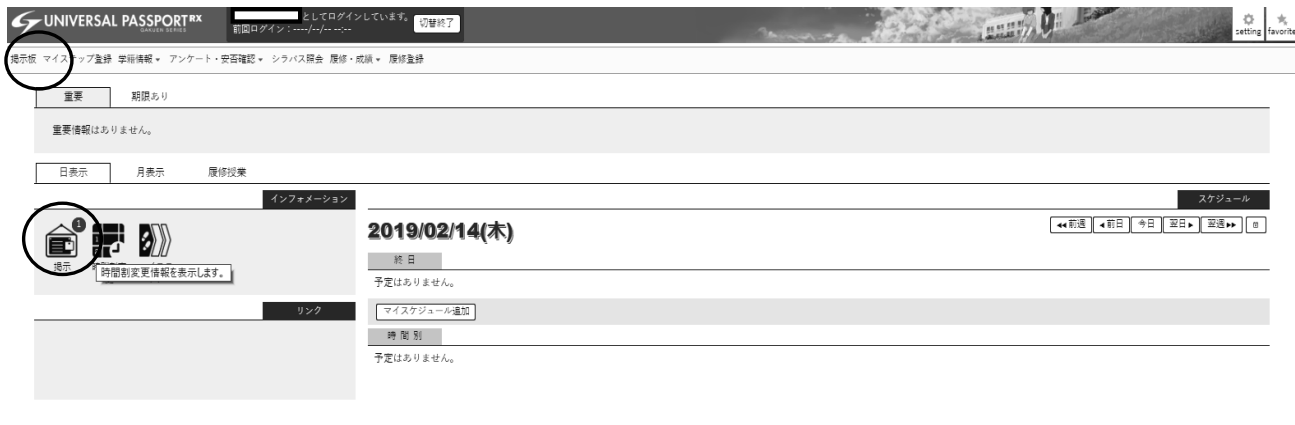 UNIVERSAL PASSPORT RX
GAKUEN SERIES
としてログインしています。
前回ログイン：----/--/-- --:--
切替終了
setting
favorite
掲示板 マイステップ登録 学籍情報 アンケート・安否確認 シラバス照会 履修・成績 履修登録
重要 期限あり
重要情報はありません。
日表示 月表示 履修授業
インフォメーション
1
掲示
時間割変更情報を表示します。
リンク
スケジュール
2019/02/14(木)
前週 前日 今日 翌日 翌週
終日
予定はありません。
マイスケジュール追加
時間別
予定はありません。